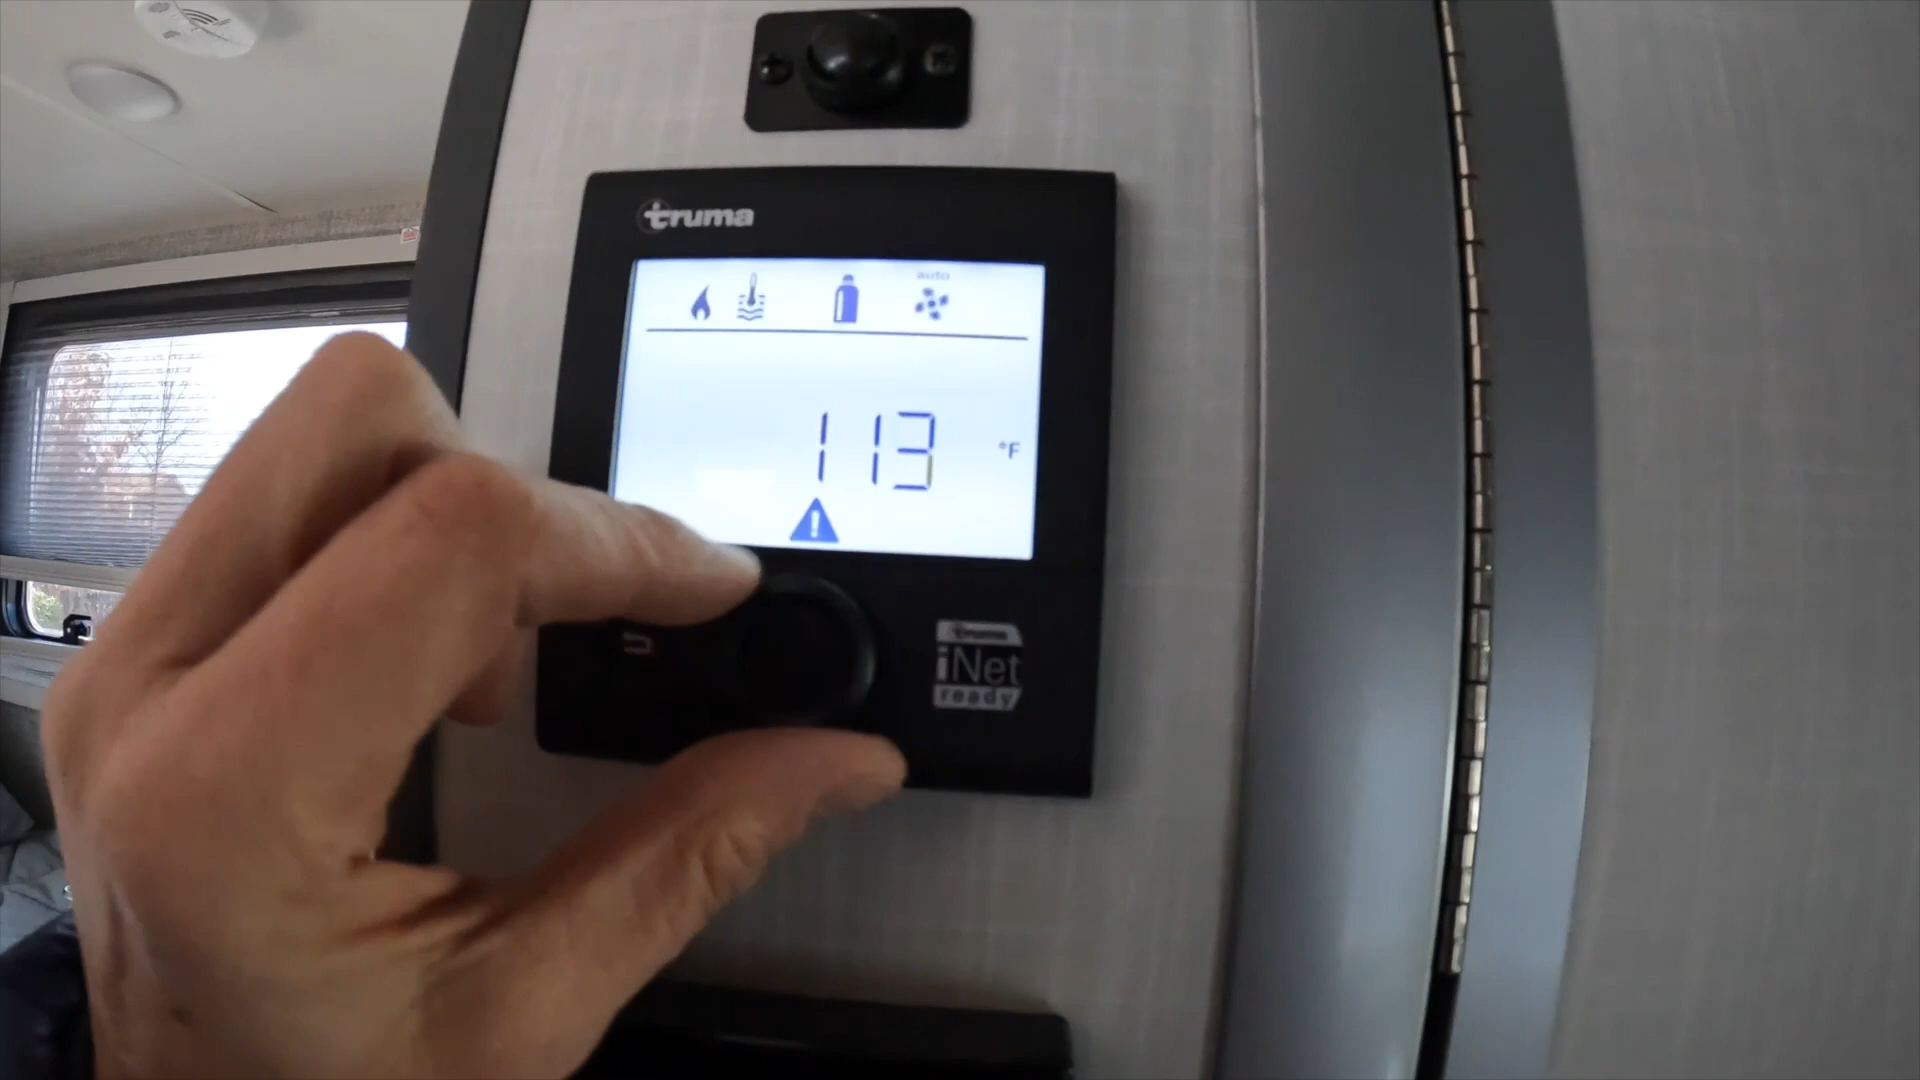 truma
auto
113 °F
truma
iNet
ready